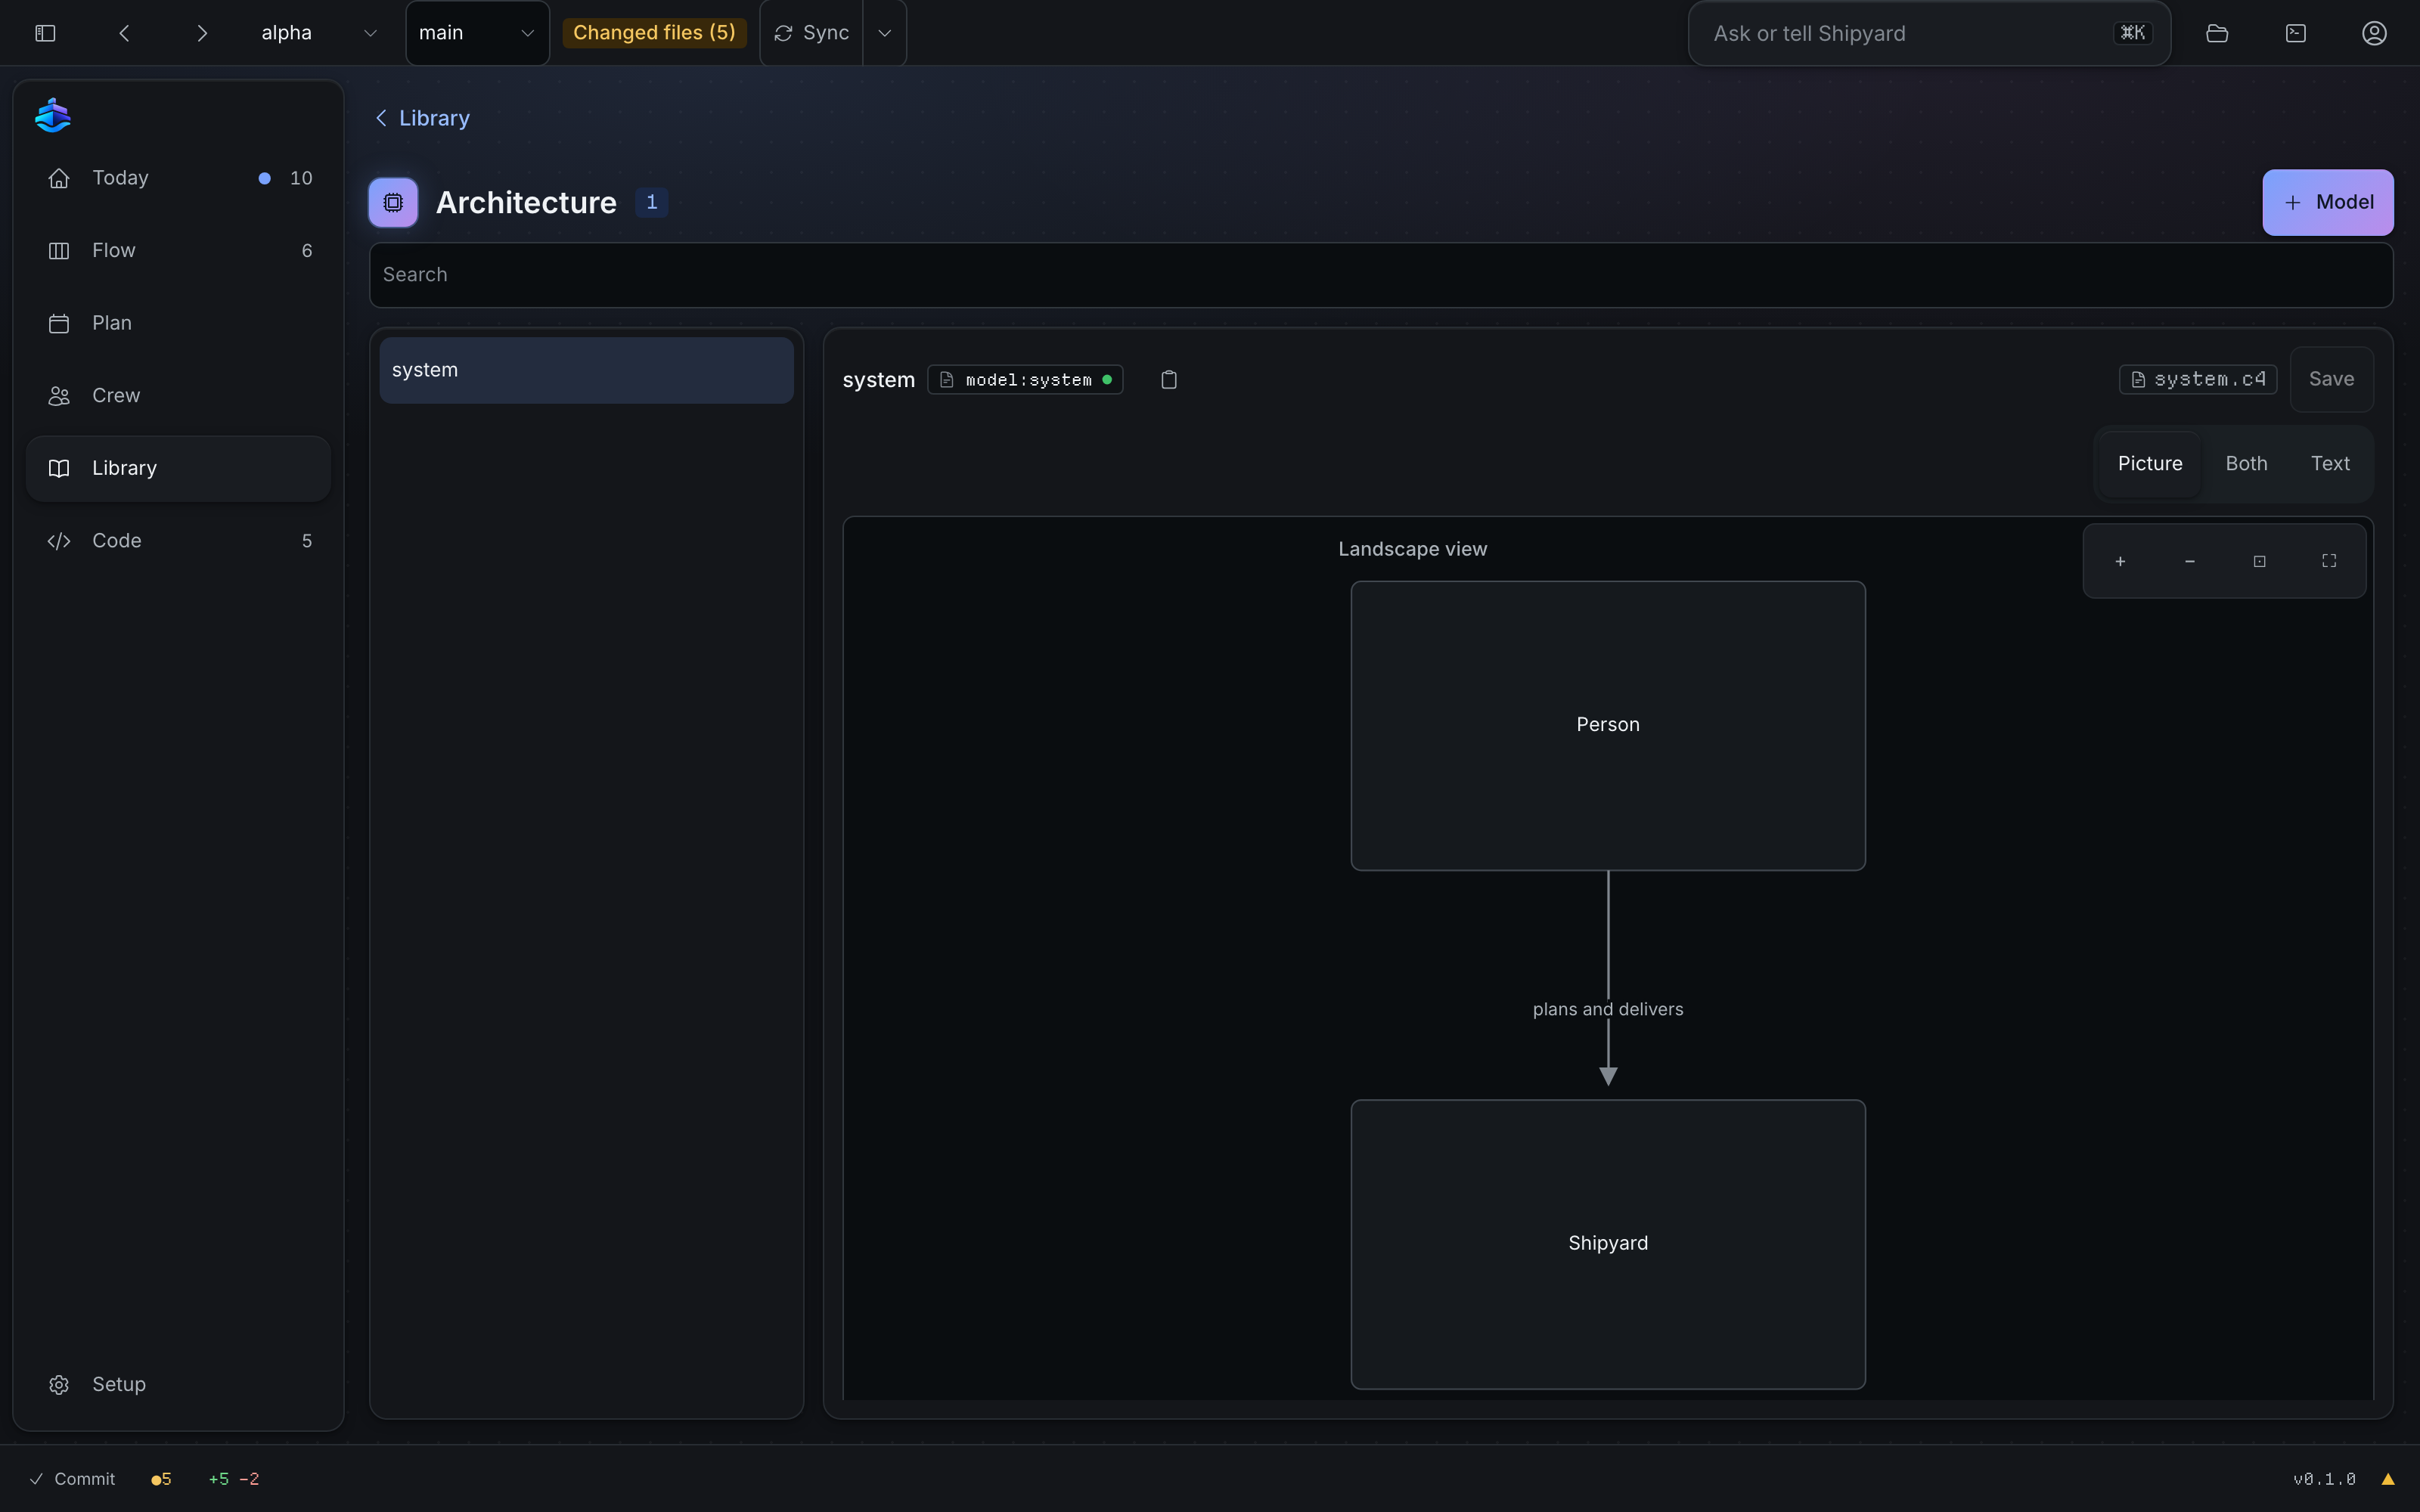 alpha
main
Changed files (5)
Sync
Ask or tell Shipyard
⌘K
Today 10
Flow 6
Plan
Crew
Library
Code 5
Setup
Library
Architecture 1
+ Model
Search
system
system
model:system
system.c4
Save
Picture
Both
Text
Landscape view
Person
plans and delivers
Shipyard
Commit
5
+5 -2
v0.1.0